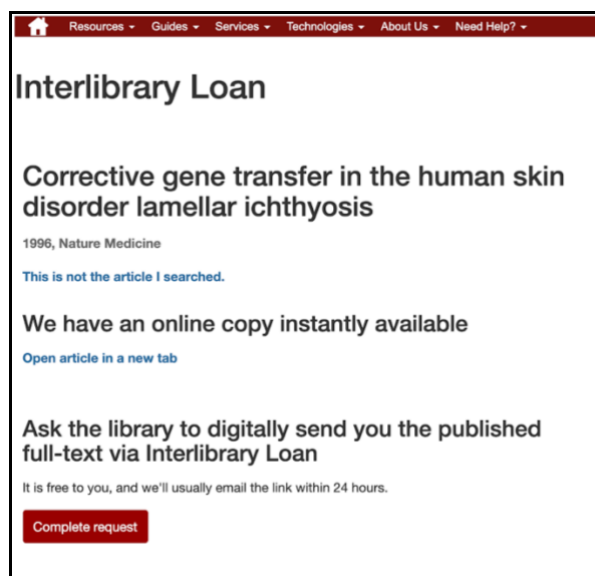 Resources Guides Services Technologies About Us Need Help?
Interlibrary Loan
Corrective gene transfer in the human skin
disorder lamellar ichthyosis
1996, Nature Medicine
This is not the article I searched.
We have an online copy instantly available
Open article in a new tab
Ask the library to digitally send you the published
full-text via Interlibrary Loan
It is free to you, and we'll usually email the link within 24 hours.
Complete request